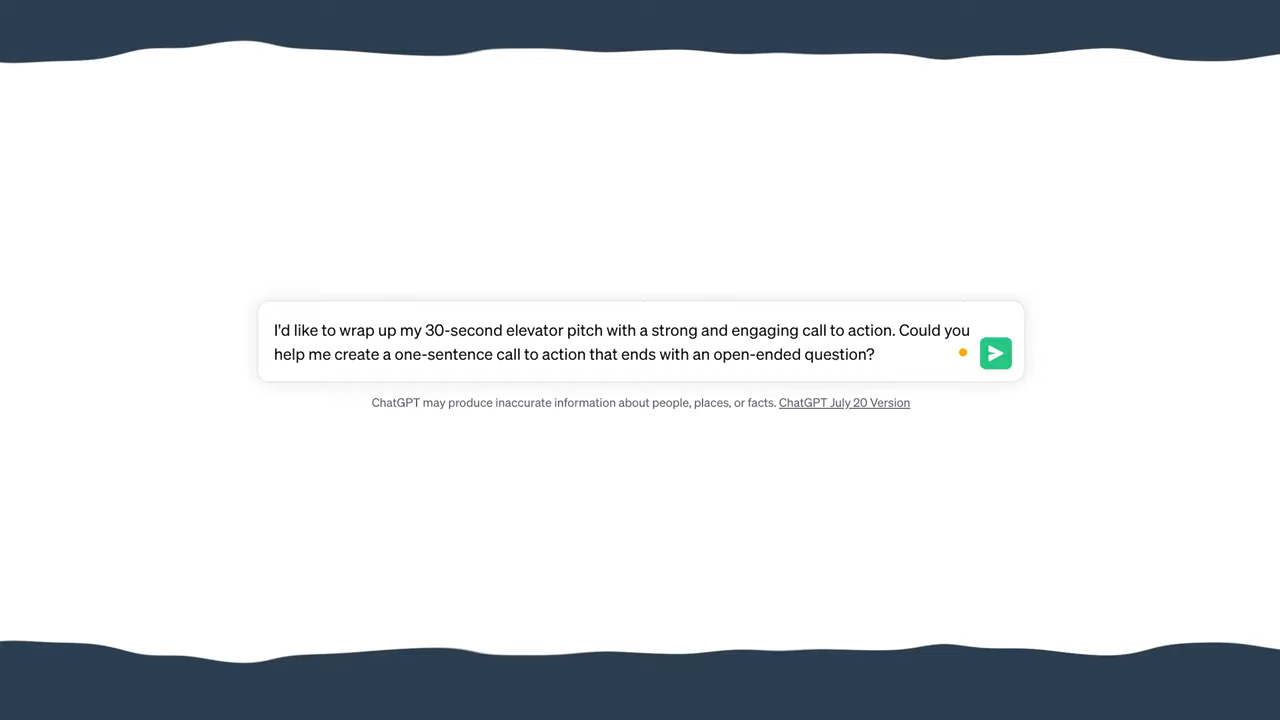 I'd like to wrap up my 30-second elevator pitch with a strong and engaging call to action. Could you
help me create a one-sentence call to action that ends with an open-ended question?
ChatGPT may produce inaccurate information about people, places, or facts. ChatGPT July 20 Version